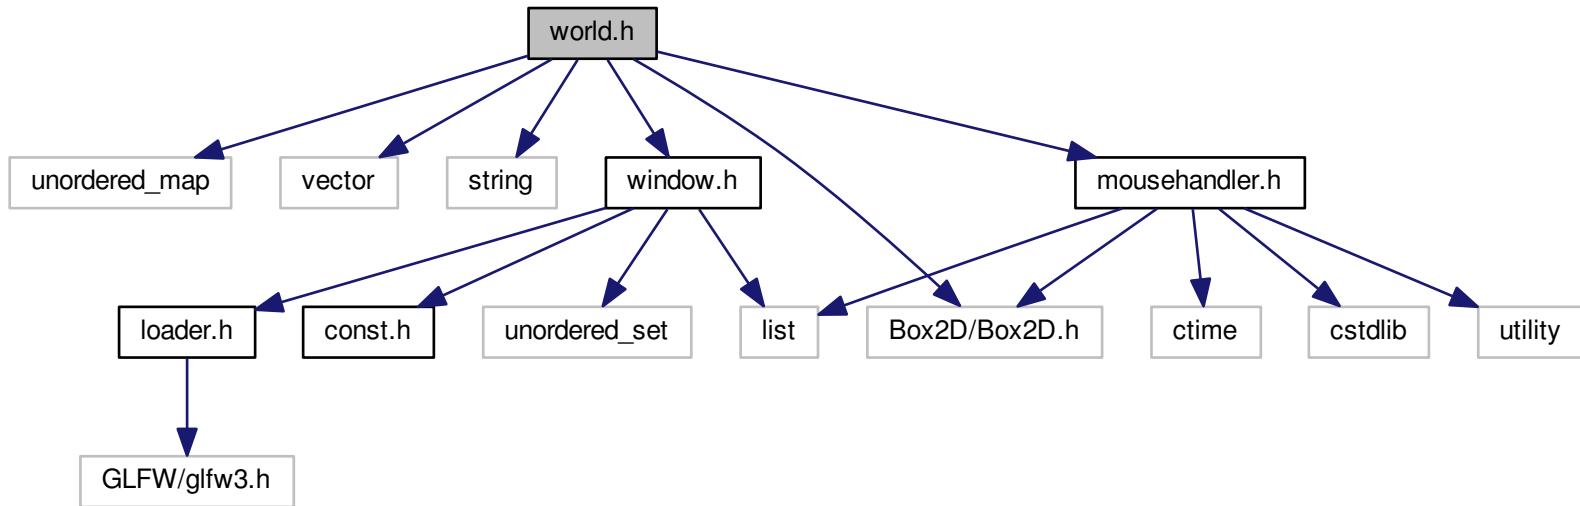 world.h
unordered_map
vector
string
window.h
mousehandler.h
loader.h
const.h
unordered_set
list
Box2D/Box2D.h
ctime
cstdlib
utility
GLFW/glfw3.h